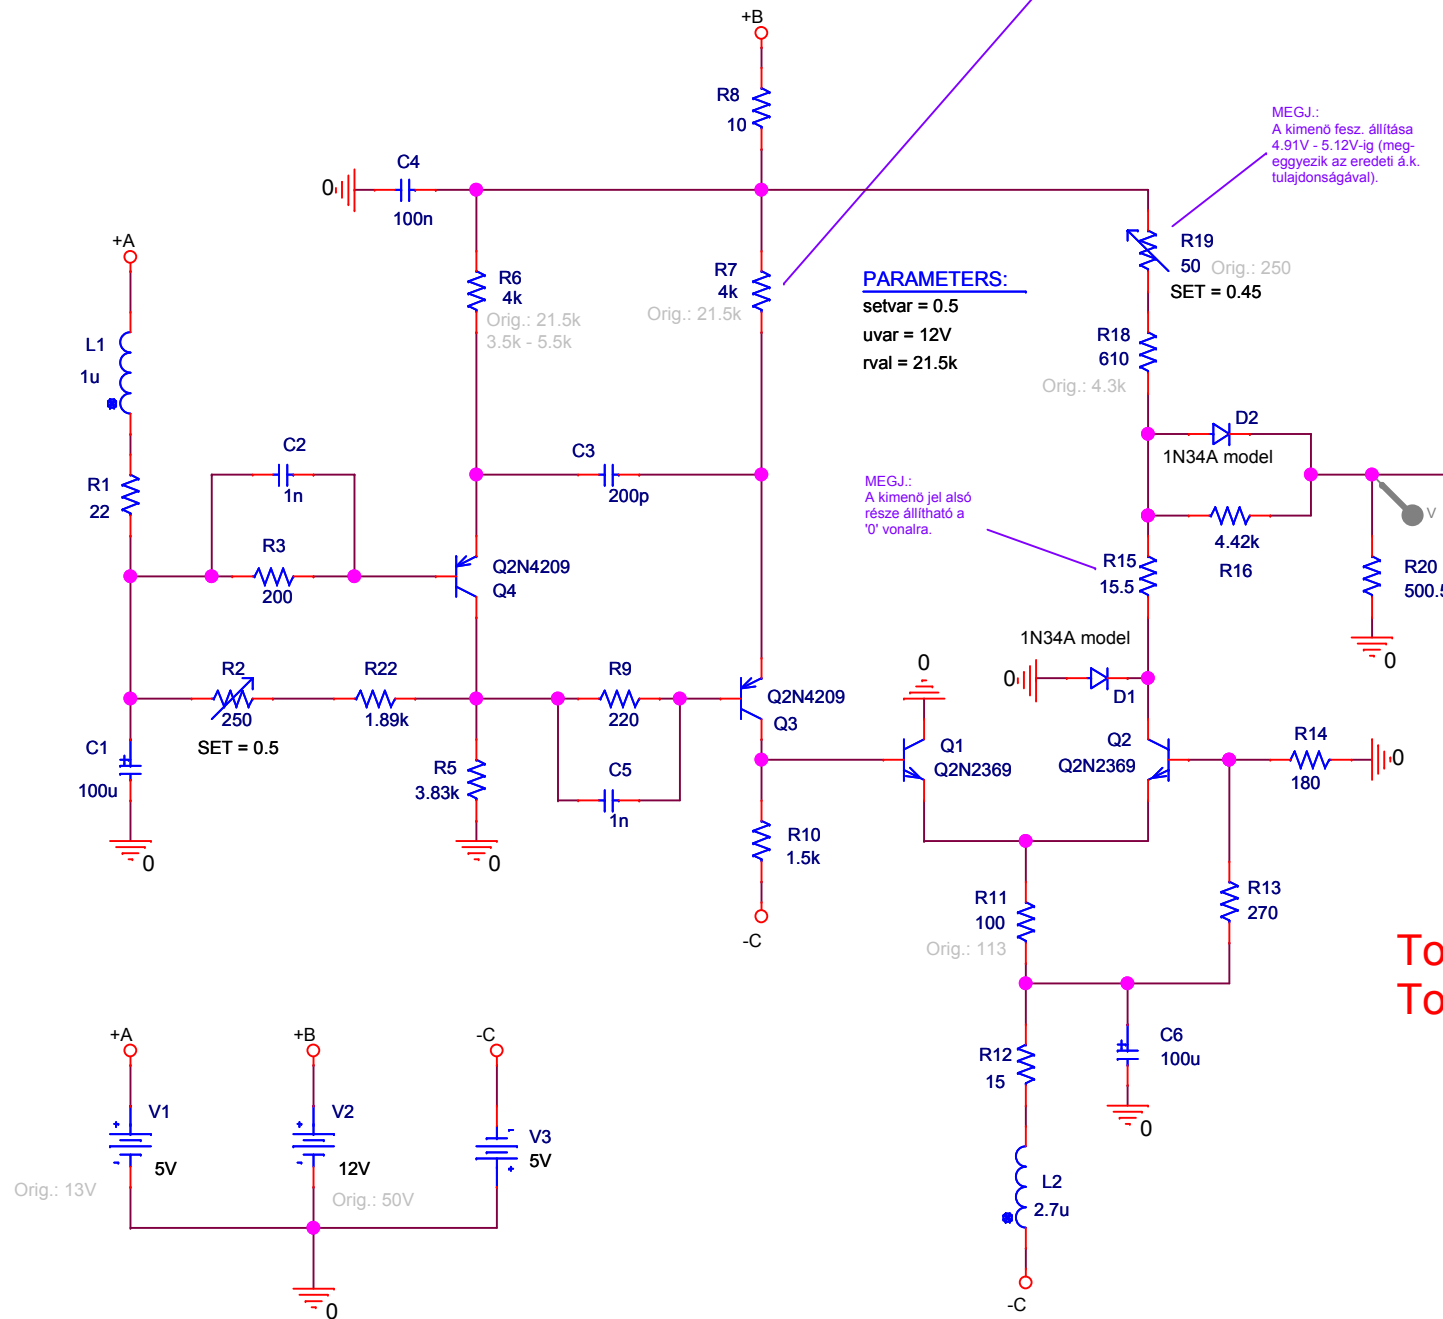 +B
R8
10
MEGJ.:
A kimenö fesz. állítása
4.91V - 5.12V-ig (meg-
eggyezik az eredeti á.k.
tulajdonságával).
C4
0
100n
+A
R19
50 Orig.: 250
SET = 0.45
R6
4k
Orig.: 21.5k
3.5k - 5.5k
R7
4k
Orig.: 21.5k
PARAMETERS:
setvar = 0.5
uvar = 12V
rval = 21.5k
L1
1u
R18
610
Orig.: 4.3k
D2
1N34A model
C2
1n
C3
200p
R1
22
MEGJ.:
A kimenö jel alsó
része állítható a
'0' vonalra.
V
R3
200
Q2N4209
Q4
R15
15.5
4.42k
R16
R20
500.5
1N34A model
0
0
D1
0
R2
250
SET = 0.5
R22
1.89k
R9
220
Q2N4209
Q3
C1
100u
R5
3.83k
C5
1n
Q1
Q2N2369
Q2
Q2N2369
R14
180
0
0
0
R10
1.5k
-C
R11
100
Orig.: 113
R13
270
To
To
+A
+B
-C
R12
15
C6
100u
0
V1
5V
Orig.: 13V
V2
12V
Orig.: 50V
V3
5V
L2
2.7u
0
-C